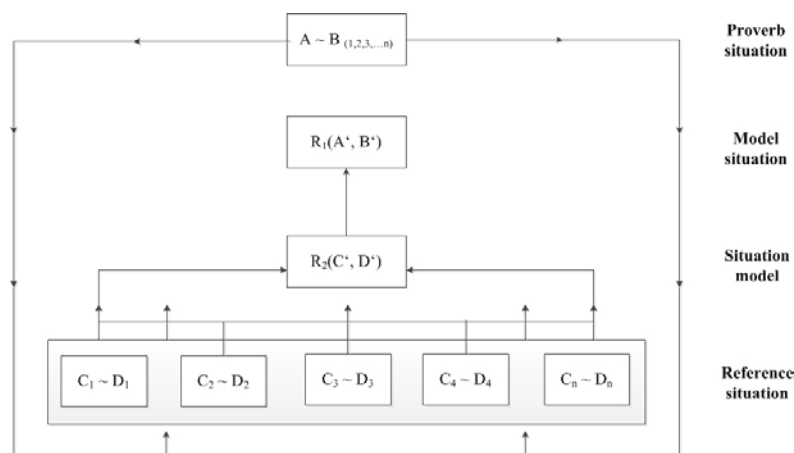 A ~ B (1,2,3,…n)
Proverb
situation
R₁(A‘, B‘)
Model
situation
R₂(C‘, D‘)
Situation
model
C₁ ~ D₁
C₂ ~ D₂
C₃ ~ D₃
C₄ ~ D₄
Cₙ ~ Dₙ
Reference
situation